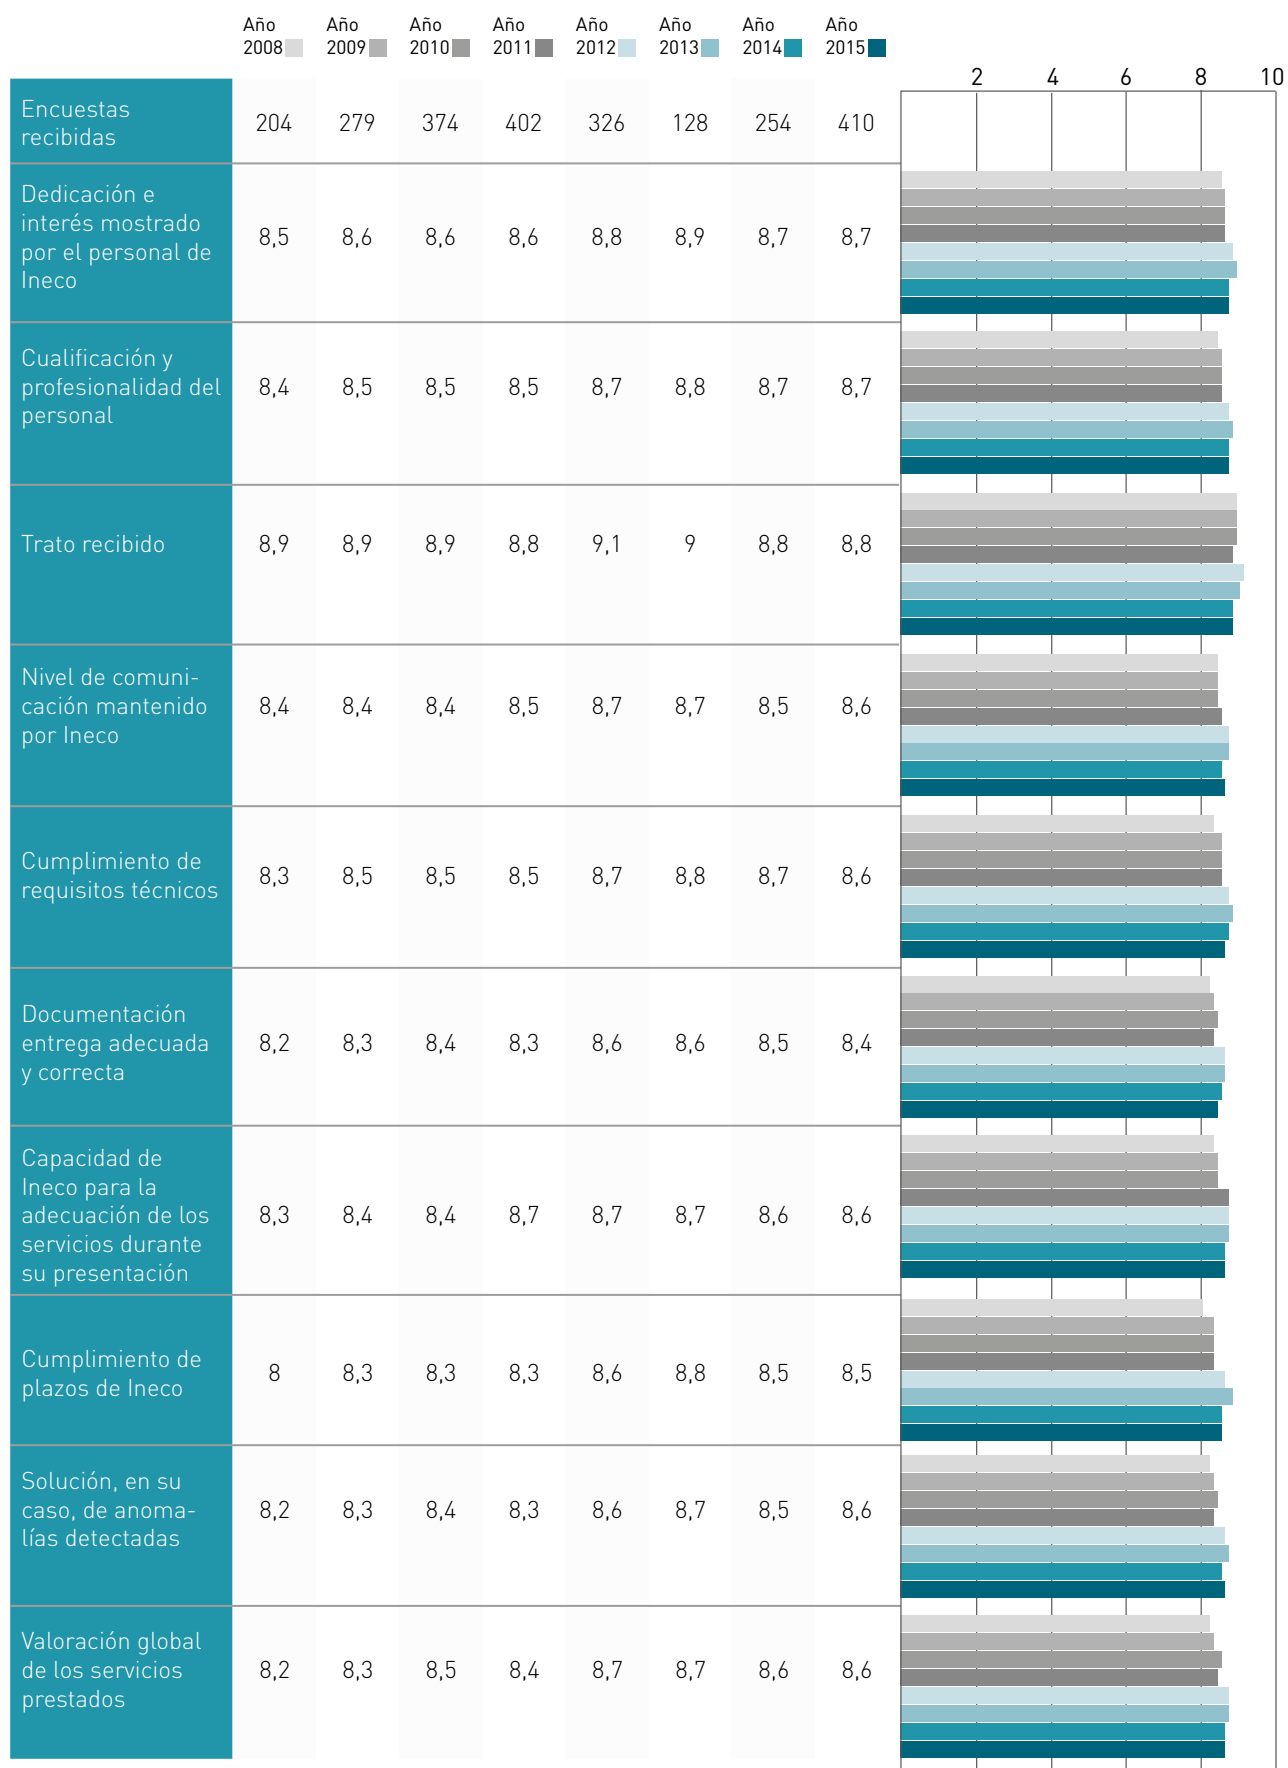 Año 2008 Año 2009 Año 2010 Año 2011 Año 2012 Año 2013 Año 2014 Año 2015
2 4 6 8 10
Encuestas
recibidas
204 279 374 402 326 128 254 410
Dedicación e
interés mostrado
por el personal de
Ineco
8,5 8,6 8,6 8,6 8,8 8,9 8,7 8,7
Cualificación y
profesionalidad del
personal
8,4 8,5 8,5 8,5 8,7 8,8 8,7 8,7
Trato recibido
8,9 8,9 8,9 8,8 9,1 9 8,8 8,8
Nivel de comuni-
cación mantenido
por Ineco
8,4 8,4 8,4 8,5 8,7 8,7 8,5 8,6
Cumplimiento de
requisitos técnicos
8,3 8,5 8,5 8,5 8,7 8,8 8,7 8,6
Documentación
entrega adecuada
y correcta
8,2 8,3 8,4 8,3 8,6 8,6 8,5 8,4
Capacidad de
Ineco para la
adecuación de los
servicios durante
su presentación
8,3 8,4 8,4 8,7 8,7 8,7 8,6 8,6
Cumplimiento de
plazos de Ineco
8 8,3 8,3 8,3 8,6 8,8 8,5 8,5
Solución, en su
caso, de anoma-
lías detectadas
8,2 8,3 8,4 8,3 8,6 8,7 8,5 8,6
Valoración global
de los servicios
prestados
8,2 8,3 8,5 8,4 8,7 8,7 8,6 8,6